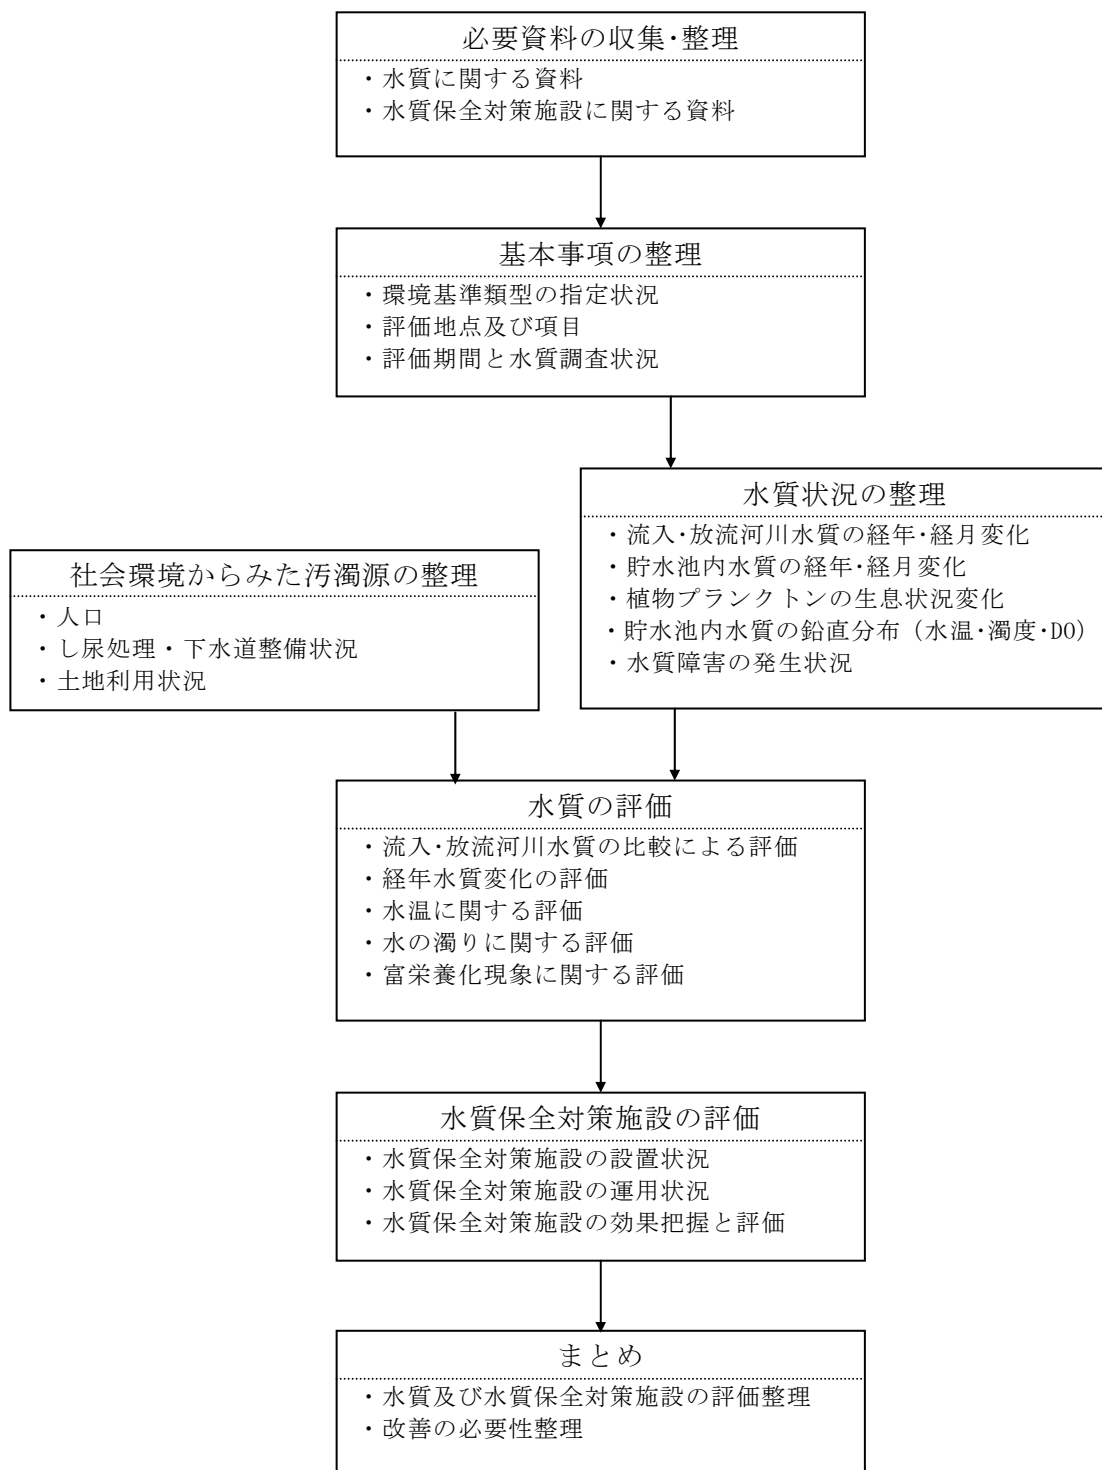 必要資料の収集・整理
・水質に関する資料
・水質保全対策施設に関する資料
基本事項の整理
・環境基準類型の指定状況
・評価地点及び項目
・評価期間と水質調査状況
水質状況の整理
・流入・放流河川水質の経年・経月変化
・貯水池内水質の経年・経月変化
・植物プランクトンの生息状況変化
・貯水池内水質の鉛直分布（水温・濁度・DO）
・水質障害の発生状況
社会環境からみた汚濁源の整理
・人口
・し尿処理・下水道整備状況
・土地利用状況
水質の評価
・流入・放流河川水質の比較による評価
・経年水質変化の評価
・水温に関する評価
・水の濁りに関する評価
・富栄養化現象に関する評価
水質保全対策施設の評価
・水質保全対策施設の設置状況
・水質保全対策施設の運用状況
・水質保全対策施設の効果把握と評価
まとめ
・水質及び水質保全対策施設の評価整理
・改善の必要性整理